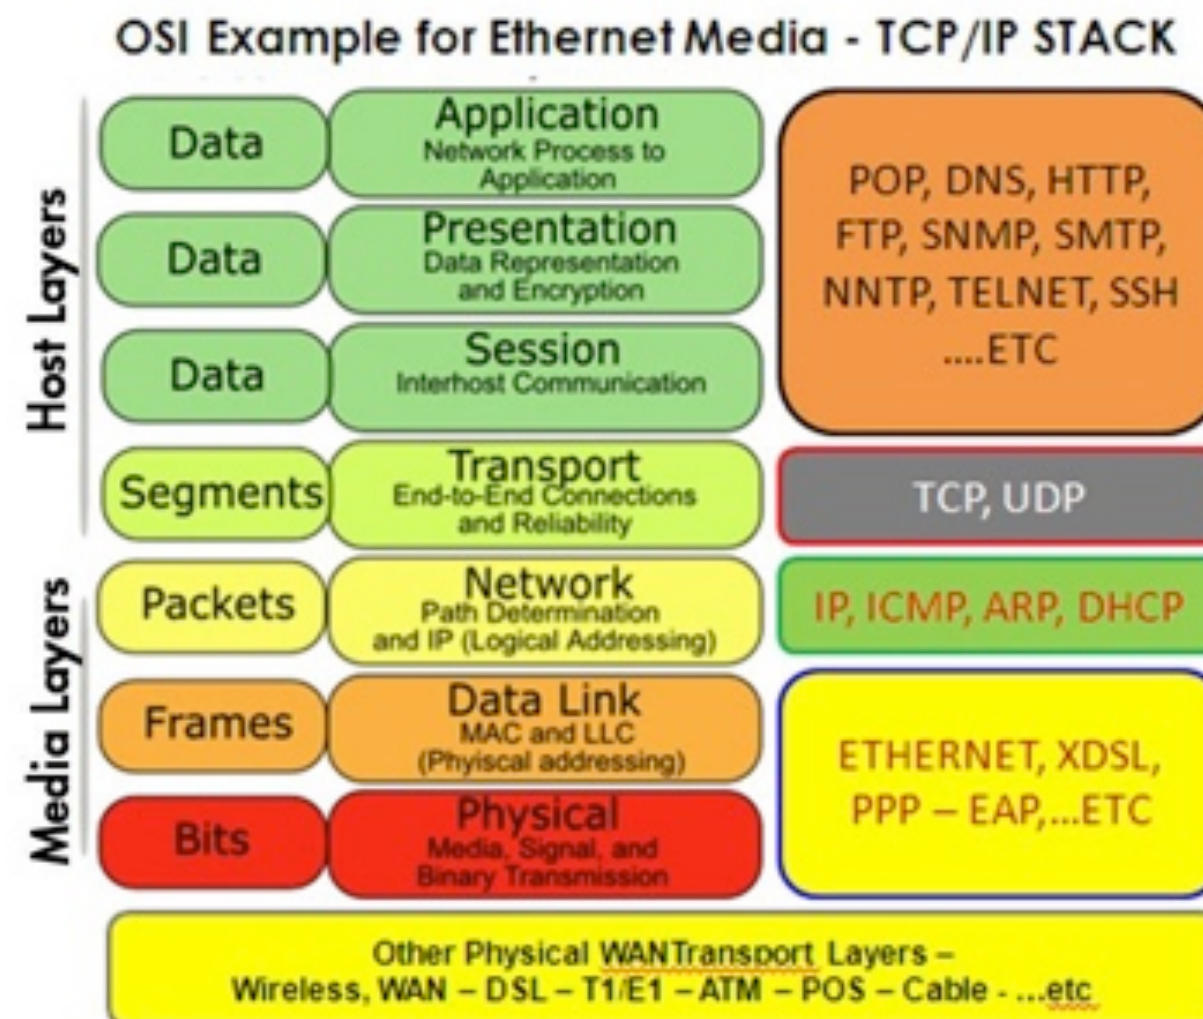 OSI Example for Ethernet Media - TCP/IP STACK
Host Layers
Data
Application
Network Process to
Application
Data
Presentation
Data Representation
and Encryption
Data
Session
Interhost Communication
Segments
Transport
End-to-End Connections
and Reliability
POP, DNS, HTTP,
FTP, SNMP, SMTP,
NNTP, TELNET, SSH
....ETC
TCP, UDP
Media Layers
Packets
Network
Path Determination
and IP (Logical Addressing)
IP, ICMP, ARP, DHCP
Frames
Data Link
MAC and LLC
(Phyiscal addressing)
Bits
Physical
Media, Signal, and
Binary Transmission
ETHERNET, XDSL,
PPP – EAP,...ETC
Other Physical WANTransport Layers –
Wireless, WAN – DSL – T1/E1 – ATM – POS – Cable - ...etc